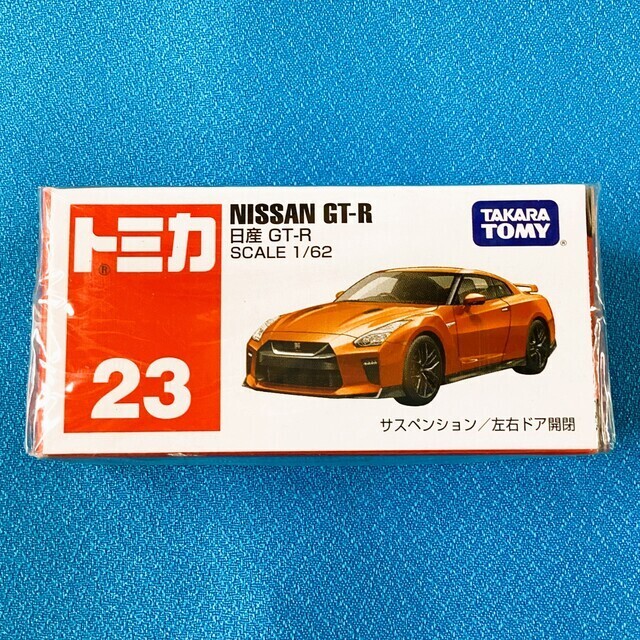 トミカ
®
23
NISSAN GT-R
日産 GT-R
SCALE 1/62
TAKARA
TOMY
®
サスペンション／左右ドア開閉